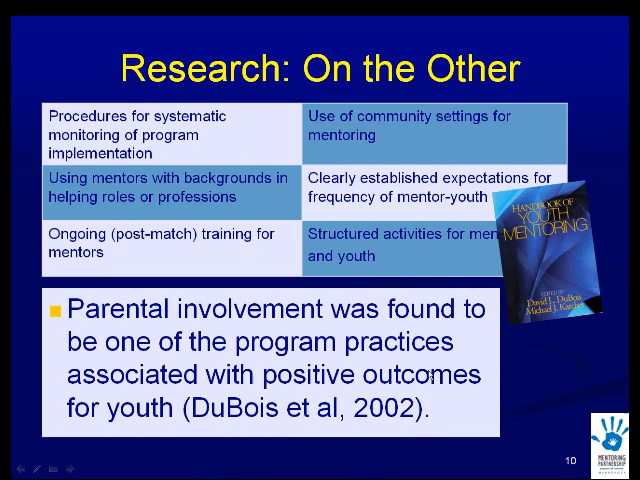 Research: On the Other
Procedures for systematic
monitoring of program
implementation
Use of community settings for
mentoring
Using mentors with backgrounds in
helping roles or professions
Clearly established expectations for
frequency of mentor-youth
Ongoing (post-match) training for
mentors
Structured activities for
and youth
HANDBOOK OF
YOUTH
MENTORING
EDITED BY
David L. DuBois
Michael J. Karcher
Parental involvement was found to
be one of the program practices
associated with positive outcomes
for youth (DuBois et al, 2002).
10
MENTORING
PARTNERSHIP